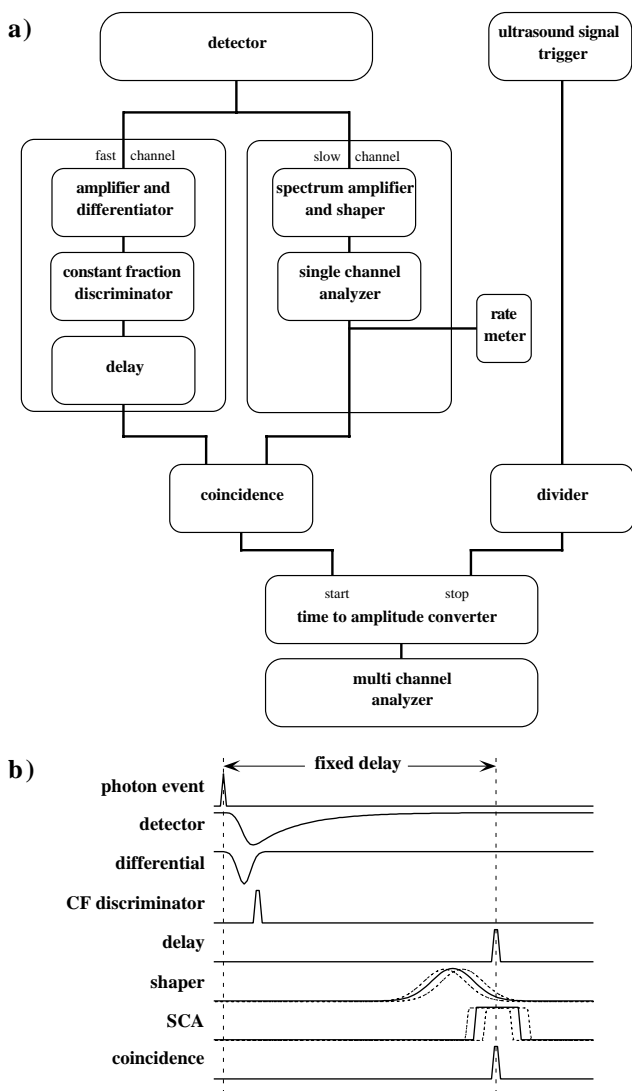 a)
detector
ultrasound signal
trigger
fast channel
slow channel
amplifier and
differentiator
spectrum amplifier
and shaper
constant fraction
discriminator
single channel
analyzer
rate
meter
delay
coincidence
divider
start
stop
time to amplitude converter
multi channel
analyzer
b)
fixed delay
photon event
detector
differential
CF discriminator
delay
shaper
SCA
coincidence